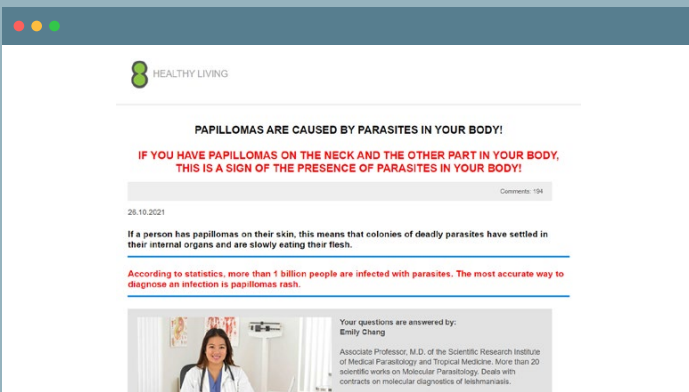 HEALTHY LIVING
PAPILLOMAS ARE CAUSED BY PARASITES IN YOUR BODY!
IF YOU HAVE PAPILLOMAS ON THE NECK AND THE OTHER PART IN YOUR BODY,
THIS IS A SIGN OF THE PRESENCE OF PARASITES IN YOUR BODY!
Comments: 194
26.10.2021
If a person has papillomas on their skin, this means that colonies of deadly parasites have settled in
their internal organs and are slowly eating their flesh.
According to statistics, more than 1 billion people are infected with parasites. The most accurate way to
diagnose an infection is papillomas rash.
Your questions are answered by:
Emily Chang
Associate Professor, M.D. of the Scientific Research Institute
of Medical Parasitology and Tropical Medicine. More than 20
scientific works on Molecular Parasitology. Deals with
contracts on molecular diagnostics of leishmaniasis.